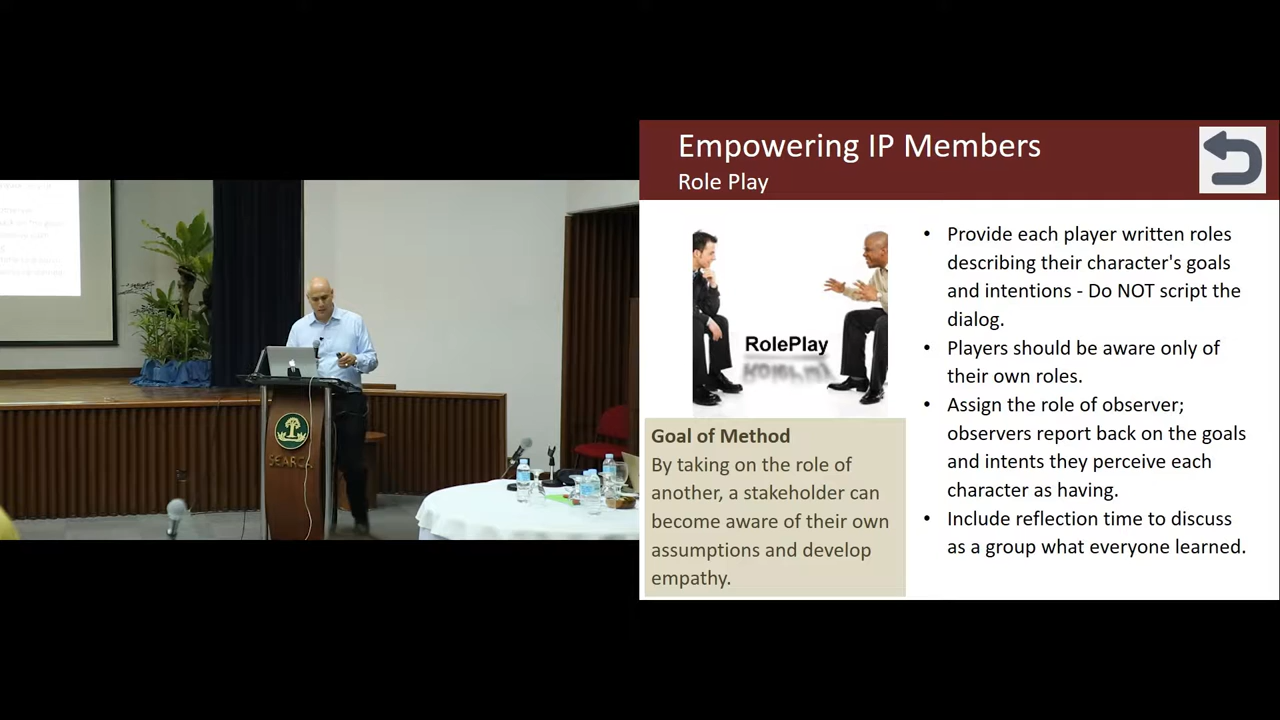 Empowering IP Members
Role Play
RolePlay
Goal of Method
By taking on the role of
another, a stakeholder can
become aware of their own
assumptions and develop
empathy.
• Provide each player written roles
describing their character's goals
and intentions - Do NOT script the
dialog.
• Players should be aware only of
their own roles.
• Assign the role of observer;
observers report back on the goals
and intents they perceive each
character as having.
• Include reflection time to discuss
as a group what everyone learned.